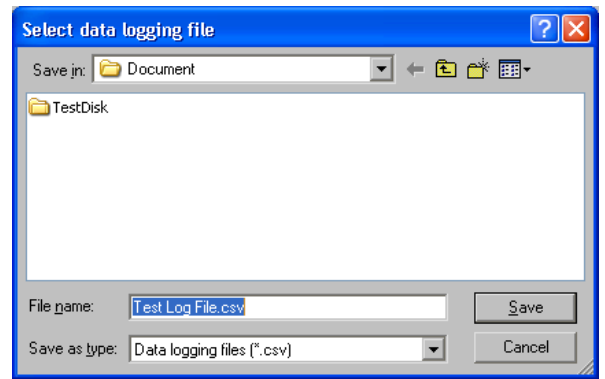 Select data logging file
Save in: Document
TestDisk
File name: Test Log File.csv Save
Save as type: Data logging files (*.csv) Cancel